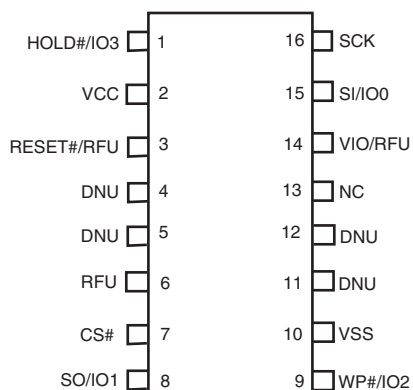 HOLD#/IO3 1 16 SCK
VCC 2 15 SI/IO0
RESET#/RFU 3 14 VIO/RFU
DNU 4 13 NC
DNU 5 12 DNU
RFU 6 11 DNU
CS# 7 10 VSS
SO/IO1 8 9 WP#/IO2